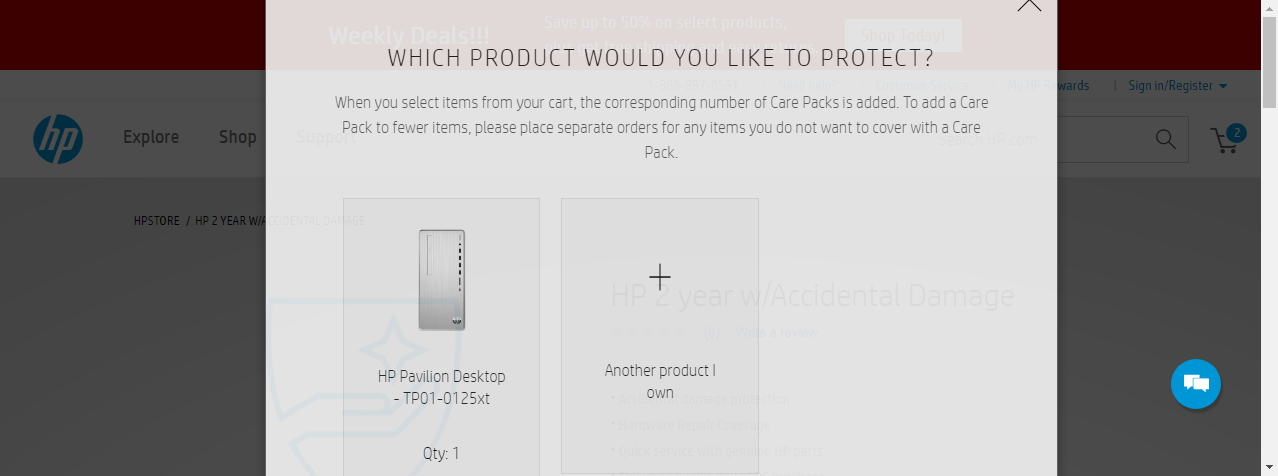 Weekly Deals!!!
Save up to 50% on select products,
Shop Today!
WHICH PRODUCT WOULD YOU LIKE TO PROTECT?
My HP Rewards | Sign in/Register
When you select items from your cart, the corresponding number of Care Packs is added. To add a Care
Pack to fewer items, please place separate orders for any items you do not want to cover with a Care
Pack.
hp
Explore
Shop
Support
Search HP.com
2
HPSTORE / HP 2 YEAR W/ACCIDENTAL DAMAGE
HP 2 year w/Accidental Damage
(0) Write a review
HP Pavilion Desktop
- TP01-0125xt
Qty: 1
Another product I
own
• Accidental damage protection
• Hardware Repair Coverage
• Quick service with genuine HP parts